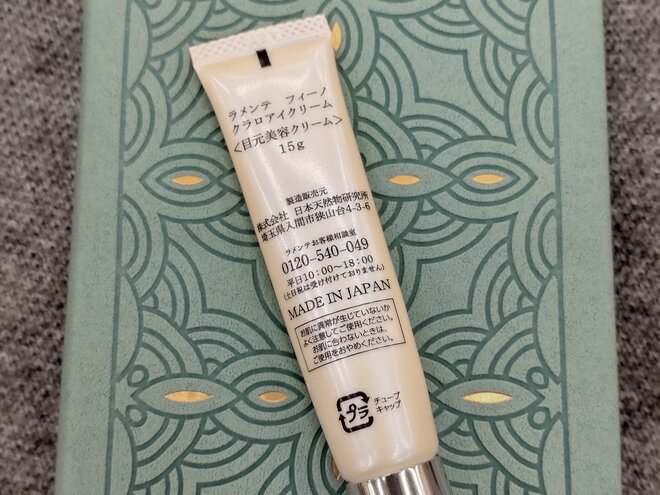 ラメンテ フィーノ
クラロアイクリーム
<目元美容クリーム>
15g
製造販売元
株式会社 日本天然物研究所
埼玉県入間市狭山台4-3-6
ラメンテお客様相談室
0120-540-049
平日10:00〜18:00
(土日祝は受け付けておりません)
MADE IN JAPAN
お肌に異常が生じていないか
よく注意してご使用ください。
お肌に合わないときは、
ご使用をおやめください。
プラ
チューブ
キャップ